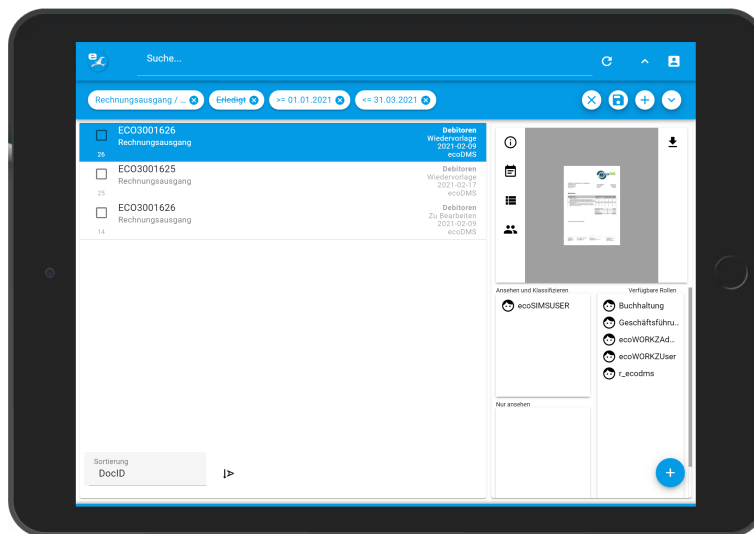 Suche...
Rechnungsausgang / ...
Erledigt
>= 01.01.2021
<= 31.03.2021
ECO3001626
Rechnungsausgang
26
Debitoren
Wiedervorlage
2021-02-09
ecoDMS
ECO3001625
Rechnungsausgang
25
Debitoren
Wiedervorlage
2021-02-17
ecoDMS
ECO3001626
Rechnungsausgang
14
Debitoren
Zu Bearbeiten
2021-02-09
ecoDMS
Sortierung
DocID
Ansehen und Klassifizieren
ecoSIMSUSER
Nur ansehen
Verfügbare Rollen
Buchhaltung
Geschäftsführu...
ecoWORKZAd...
ecoWORKZUser
r_ecodms